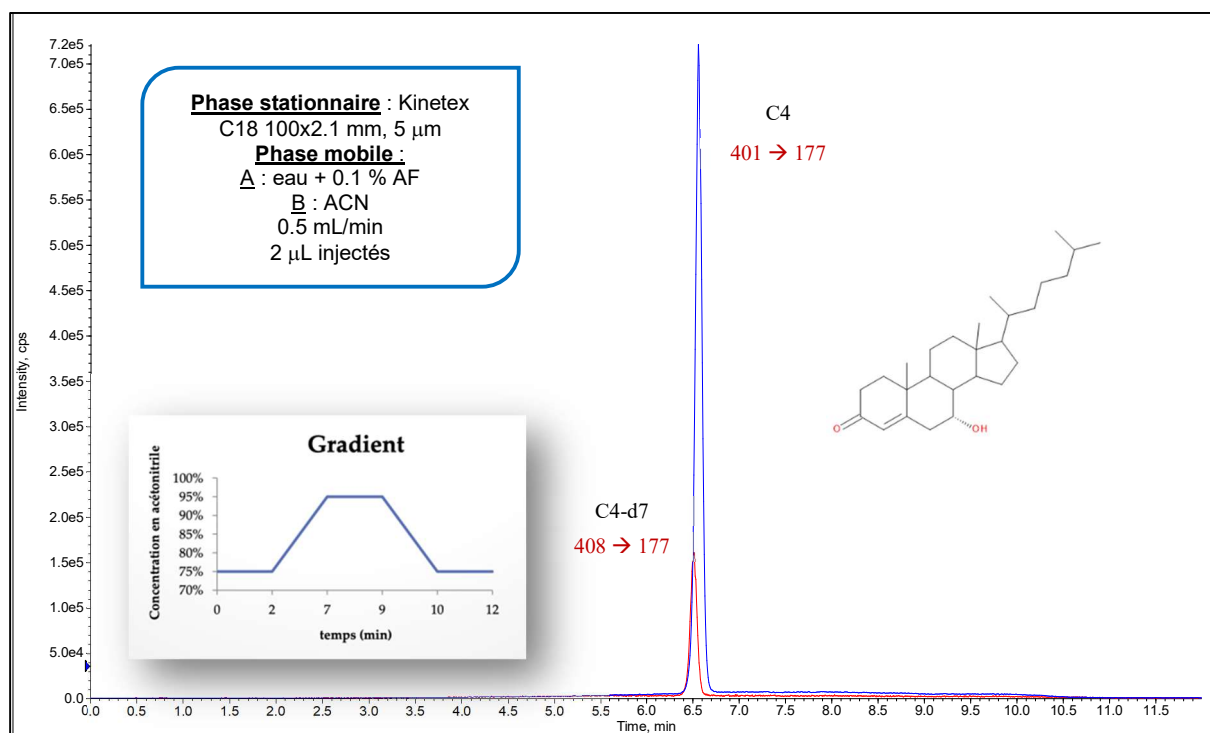 Phase stationnaire : Kinetex
C18 100x2.1 mm, 5 μm
Phase mobile :
A : eau + 0.1 % AF
B : ACN
0.5 mL/min
2 μL injectés
C4
401 → 177
C4-d7
408 → 177
O
OH
Gradient
Concentration en acétonitrile
100%
95%
90%
85%
80%
75%
70%
0 2 7 9 10 12
temps (min)
Intensity, cps
7.2e5
7.0e5
6.5e5
6.0e5
5.5e5
5.0e5
4.5e5
4.0e5
3.5e5
3.0e5
2.5e5
2.0e5
1.5e5
1.0e5
5.0e4
0.0
0.0 0.5 1.0 1.5 2.0 2.5 3.0 3.5 4.0 4.5 5.0 5.5 6.0 6.5 7.0 7.5 8.0 8.5 9.0 9.5 10.0 10.5 11.0 11.5
Time, min